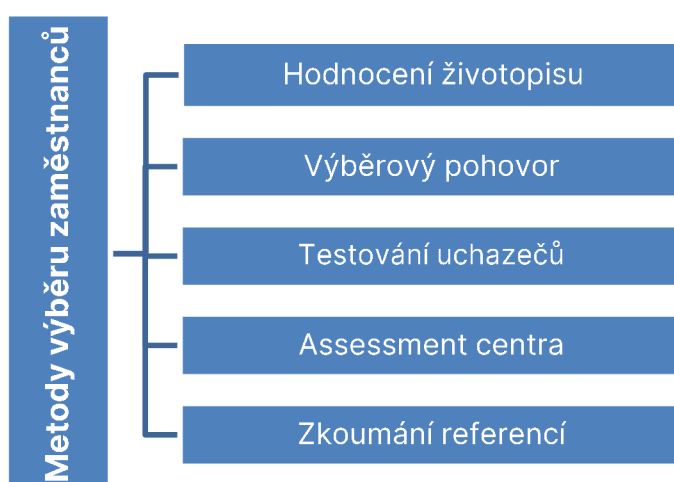 Metody výběru zaměstnanců
Hodnocení životopisu
Výběrový pohovor
Testování uchazečů
Assessment centra
Zkoumání referencí